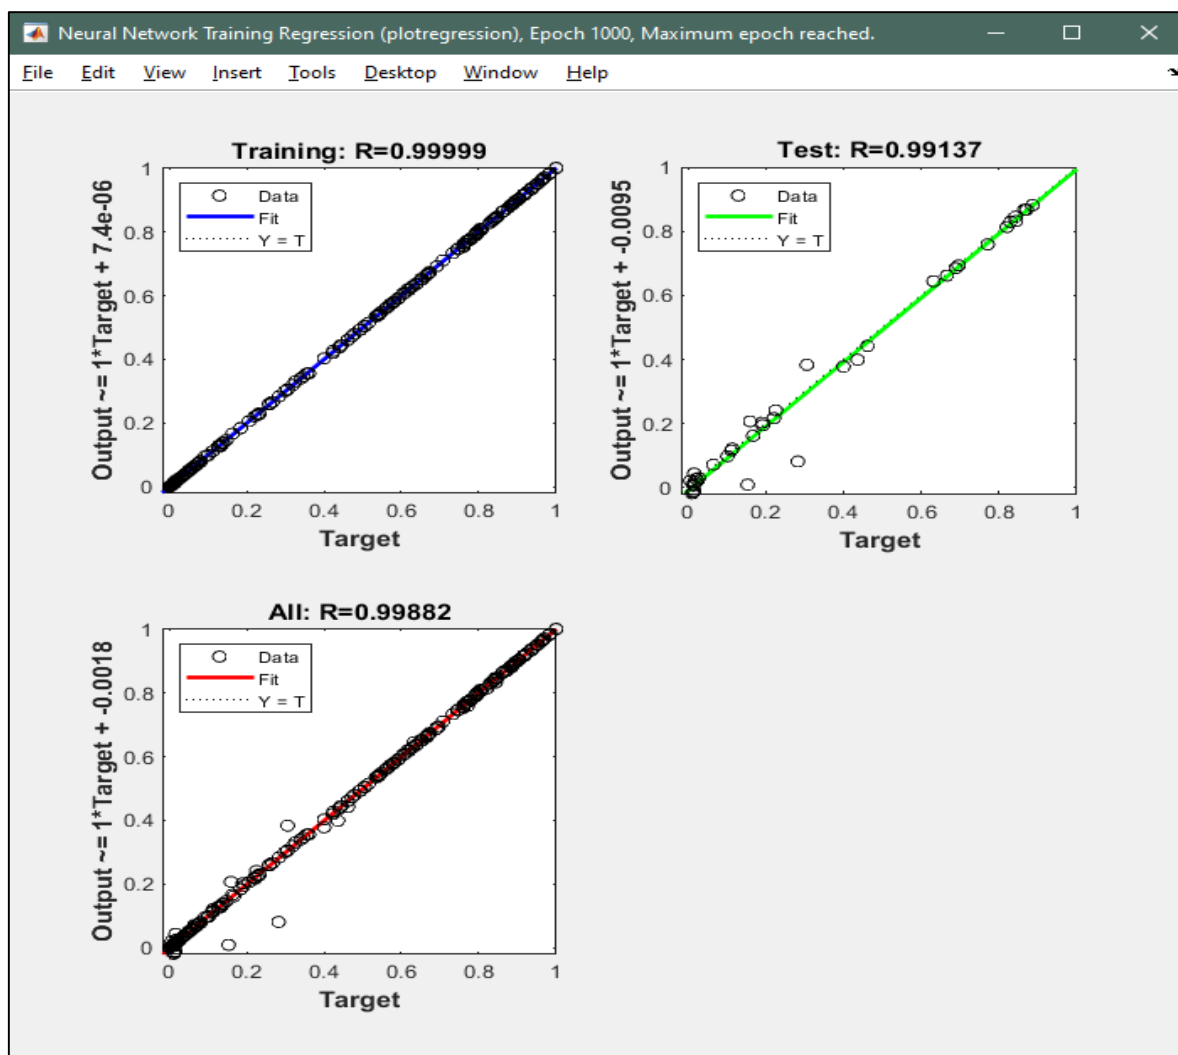 Neural Network Training Regression (plotregression), Epoch 1000, Maximum epoch reached.
File Edit View Insert Tools Desktop Window Help
Training: R=0.99999
Output ~= 1*Target + 7.4e-06
1
0.8
0.6
0.4
0.2
0
Data
Fit
Y = T
0 0.2 0.4 0.6 0.8 1
Target
Test: R=0.99137
Output ~= 1*Target + -0.0095
1
0.8
0.6
0.4
0.2
0
Data
Fit
Y = T
0 0.2 0.4 0.6 0.8 1
Target
All: R=0.99882
Output ~= 1*Target + -0.0018
1
0.8
0.6
0.4
0.2
0
Data
Fit
Y = T
0 0.2 0.4 0.6 0.8 1
Target